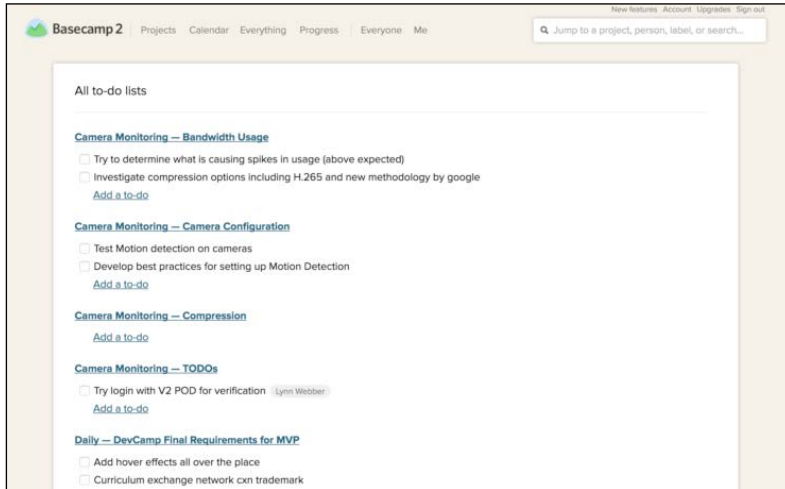 New features Account Upgrades Sign out
Basecamp 2 Projects Calendar Everything Progress Everyone Me
Jump to a project, person, label, or search...
All to-do lists
Camera Monitoring — Bandwidth Usage
Try to determine what is causing spikes in usage (above expected)
Investigate compression options including H.265 and new methodology by google
Add a to-do
Camera Monitoring — Camera Configuration
Test Motion detection on cameras
Develop best practices for setting up Motion Detection
Add a to-do
Camera Monitoring — Compression
Add a to-do
Camera Monitoring — TODOs
Try login with V2 POD for verification Lynn Webber
Add a to-do
Daily — DevCamp Final Requirements for MVP
Add hover effects all over the place
Curriculum exchange network cxn trademark